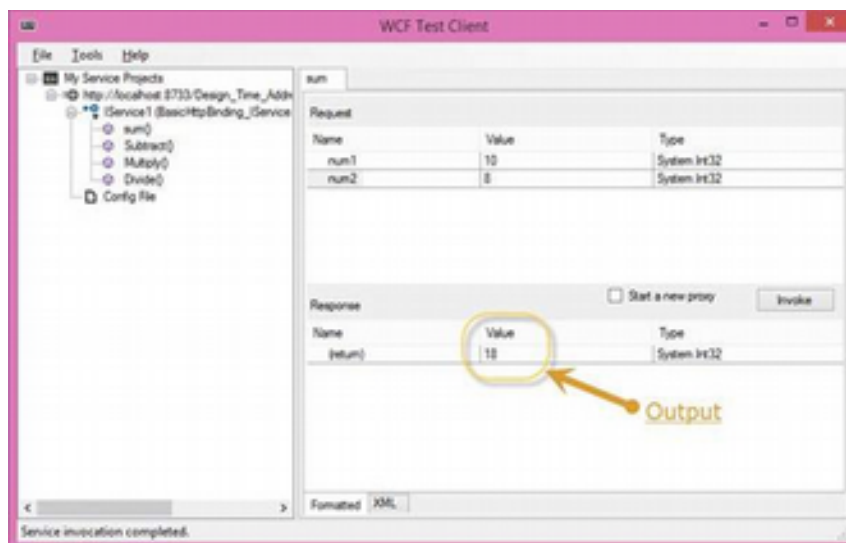 WCF Test Client
File Tools Help
My Service Projects
http://localhost:8733/Design_Time_Addre
IService1 (BasicHttpBinding_IService
sum()
Subtract()
Multiply()
Divide()
Config File
sum
Request
Name Value Type
num1 10 System.Int32
num2 8 System.Int32
Response
Start a new proxy
Invoke
Name Value Type
(return) 18 System.Int32
Output
Formatted XML
Service invocation completed.